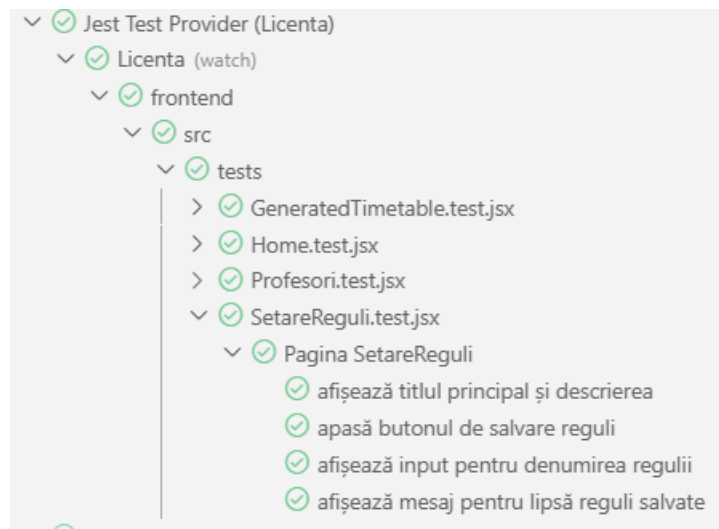 Jest Test Provider (Licenta)
Licenta (watch)
frontend
src
tests
GeneratedTimetable.test.jsx
Home.test.jsx
Profesori.test.jsx
SetareReguli.test.jsx
Pagina SetareReguli
afișează titlul principal și descrierea
apasă butonul de salvare reguli
afișează input pentru denumirea regulii
afișează mesaj pentru lipsă reguli salvate